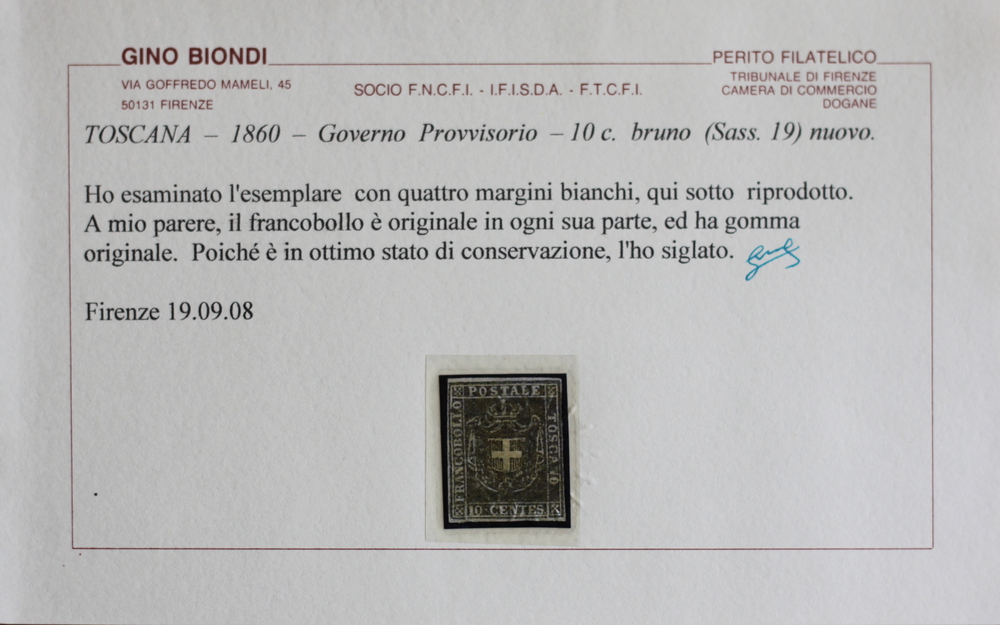 GINO BIONDI
VIA GOFFREDO MAMELI, 45
50131 FIRENZE
SOCIO F.N.C.F.I. - I.F.I.S.D.A. - F.T.C.F.I.
PERITO FILATELICO
TRIBUNALE DI FIRENZE
CAMERA DI COMMERCIO
DOGANE
TOSCANA – 1860 – Governo Provvisorio – 10 c. bruno (Sass. 19) nuovo.
Ho esaminato l'esemplare con quattro margini bianchi, qui sotto riprodotto.
A mio parere, il francobollo è originale in ogni sua parte, ed ha gomma
originale. Poiché è in ottimo stato di conservazione, l'ho siglato.
Firenze 19.09.08
POSTALE
FRANCOBOLLO
TOSCANO
10 CENTES